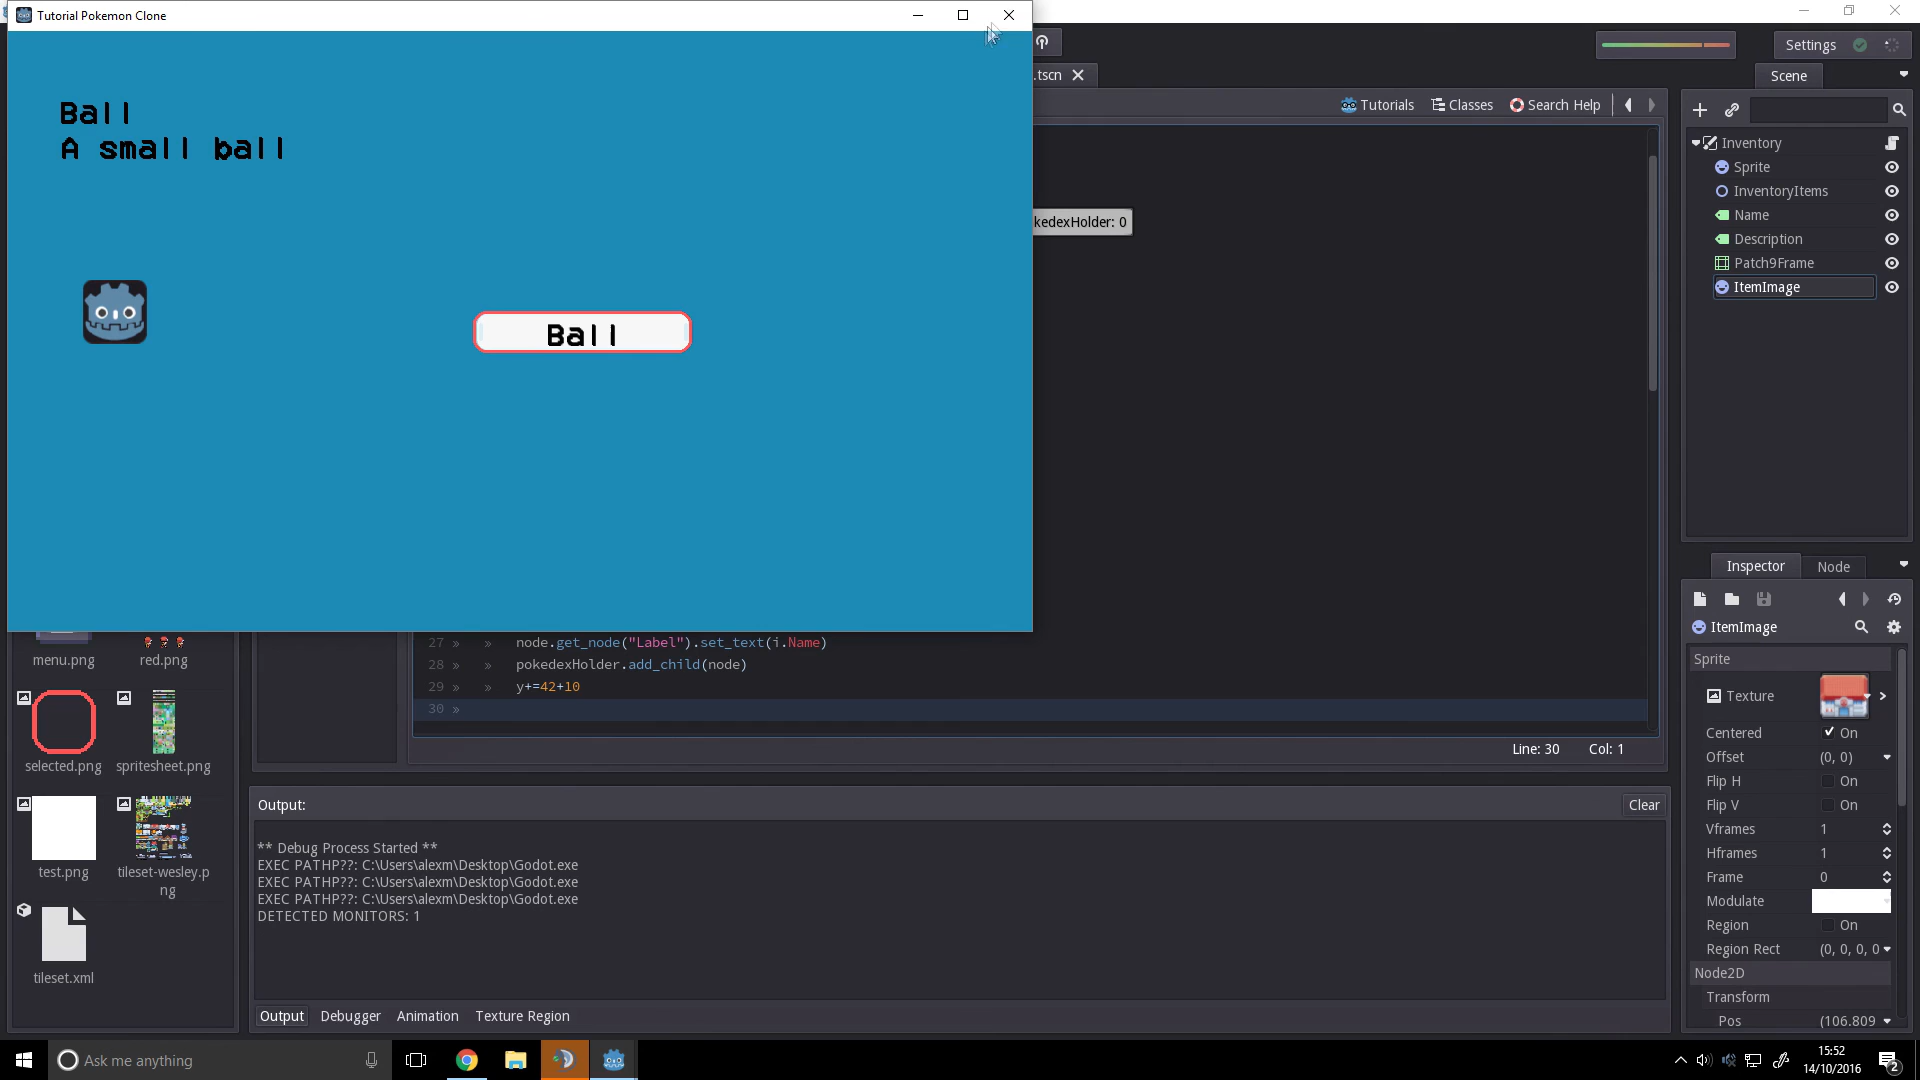 Tutorial Pokemon Clone
Settings
.tscn
Scene
Tutorials
Classes
Search Help
Ball
A small ball
Inventory
Sprite
InventoryItems
Name
Description
Patch9Frame
ItemImage
kedexHolder: 0
Ball
Inspector
Node
ItemImage
Sprite
Texture
Centered
On
Offset
(0, 0)
Flip H
On
Flip V
On
Vframes
1
Hframes
1
Frame
0
Modulate
Region
On
Region Rect
(0, 0, 0, 0
Node2D
Transform
Pos
(106.809
menu.png
red.png
selected.png
spritesheet.png
test.png
tileset-wesley.p
ng
tileset.xml
27 » » node.get_node("Label").set_text(i.Name)
28 » » pokedexHolder.add_child(node)
29 » » y+=42+10
30 »
Line: 30
Col: 1
Output:
Clear
** Debug Process Started **
EXEC PATHP??: C:\Users\alexm\Desktop\Godot.exe
EXEC PATHP??: C:\Users\alexm\Desktop\Godot.exe
EXEC PATHP??: C:\Users\alexm\Desktop\Godot.exe
DETECTED MONITORS: 1
Output
Debugger
Animation
Texture Region
Ask me anything
15:52
14/10/2016
2